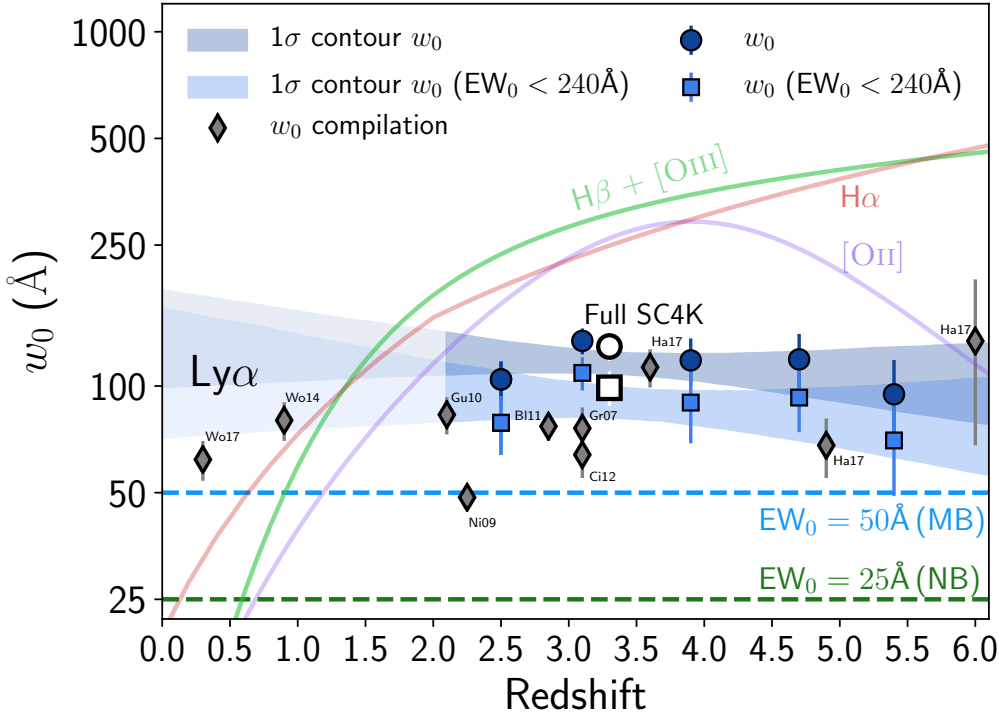 1σ contour w₀
w₀
1σ contour w₀ (EW₀ < 240Å)
w₀ (EW₀ < 240Å)
w₀ compilation
1000
500
250
100
50
25
w₀ (Å)
Hβ + [OIII]
Hα
[OII]
Full SC4K
Lyα
Ha17
Ha17
Wo14
Gu10
Bl11
Gr07
Wo17
Ci12
Ha17
Ni09
EW₀ = 50Å (MB)
EW₀ = 25Å (NB)
0.0 0.5 1.0 1.5 2.0 2.5 3.0 3.5 4.0 4.5 5.0 5.5 6.0
Redshift